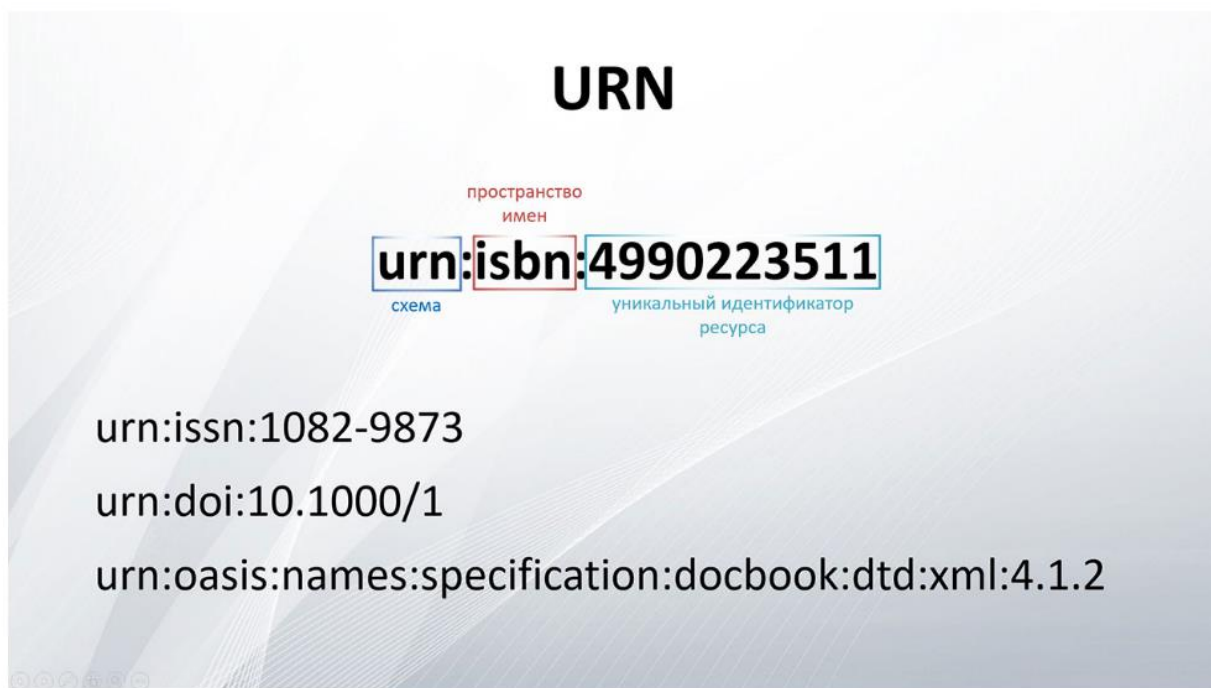 URN
пространство
имен
urn:isbn:4990223511
схема
уникальный идентификатор
ресурса
urn:issn:1082-9873
urn:doi:10.1000/1
urn:oasis:names:specification:docbook:dtd:xml:4.1.2